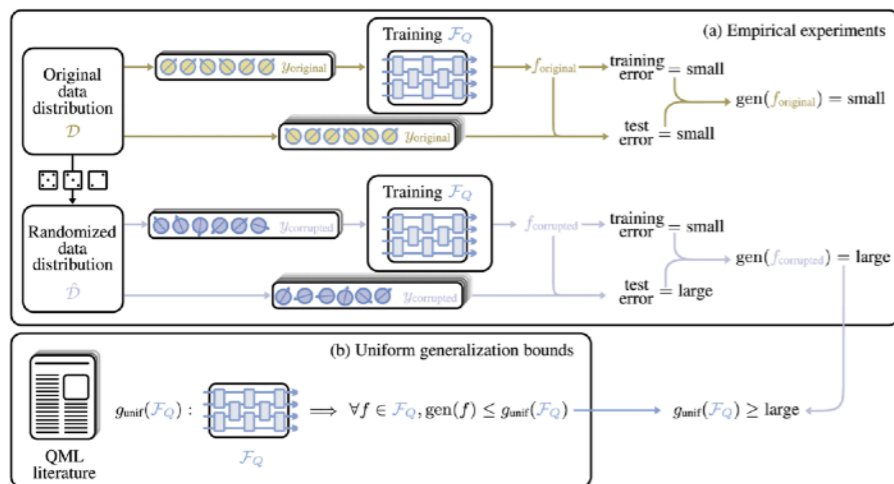 (a) Empirical experiments
Original
data
distribution
𝒟
y_original
Training ℱ_Q
f_original
training
error = small
gen(f_original) = small
y_original
test
error = small
Randomized
data
distribution
𝒟̂
y_corrupted
Training ℱ_Q
f_corrupted
training
error = small
gen(f_corrupted) = large
y_corrupted
test
error = large
(b) Uniform generalization bounds
QML
literature
g_unif(ℱ_Q) :
ℱ_Q
⟹ ∀f ∈ ℱ_Q, gen(f) ≤ g_unif(ℱ_Q)
g_unif(ℱ_Q) ≥ large